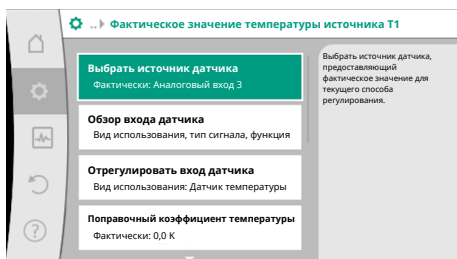 .. Фактическое значение температуры источника T1
Выбрать источник датчика
Фактически: Аналоговый вход 3
Обзор входа датчика
Вид использования, тип сигнала, функция
Отрегулировать вход датчика
Вид использования: Датчик температуры
Поправочный коэффициент температуры
Фактически: 0,0 K
Выбрать источник датчика,
предоставляющий
фактическое значение для
текущего способа
регулирования.